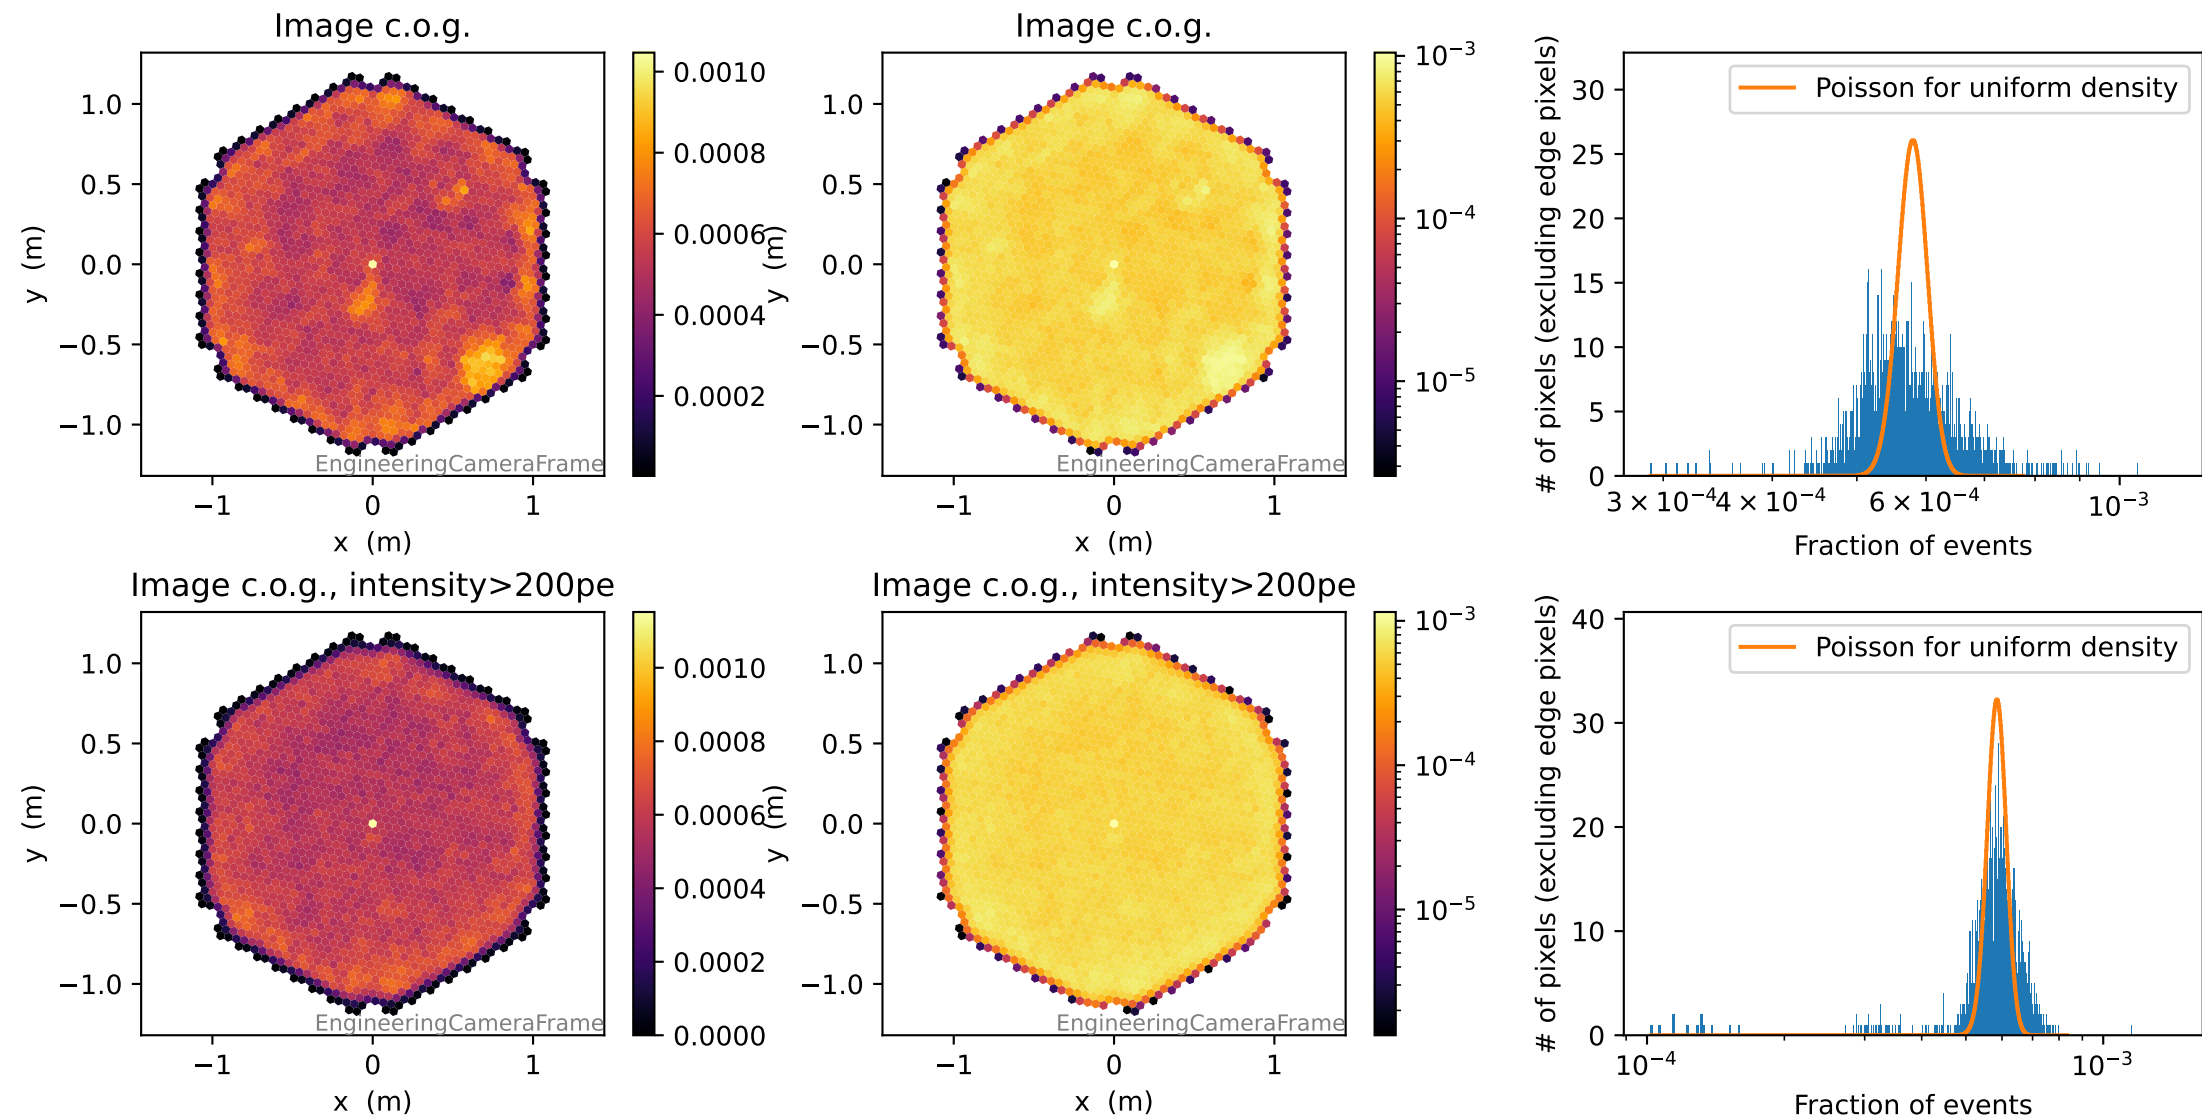 Image c.o.g.
1.0
0.5
0.0
−0.5
−1.0
−1
0
1
y (m)
x (m)
EngineeringCameraFrame
0.0010
0.0008
0.0006
0.0004
0.0002
Image c.o.g.
1.0
0.5
0.0
−0.5
−1.0
−1
0
1
y (m)
x (m)
EngineeringCameraFrame
10⁻³
10⁻⁴
10⁻⁵
Poisson for uniform density
# of pixels (excluding edge pixels)
30
25
20
15
10
5
0
3 × 10⁻⁴
4 × 10⁻⁴
6 × 10⁻⁴
10⁻³
Fraction of events
Image c.o.g., intensity>200pe
1.0
0.5
0.0
−0.5
−1.0
−1
0
1
y (m)
x (m)
EngineeringCameraFrame
0.0010
0.0008
0.0006
0.0004
0.0002
0.0000
Image c.o.g., intensity>200pe
1.0
0.5
0.0
−0.5
−1.0
−1
0
1
y (m)
x (m)
EngineeringCameraFrame
10⁻³
10⁻⁴
10⁻⁵
Poisson for uniform density
# of pixels (excluding edge pixels)
40
30
20
10
0
10⁻⁴
10⁻³
Fraction of events